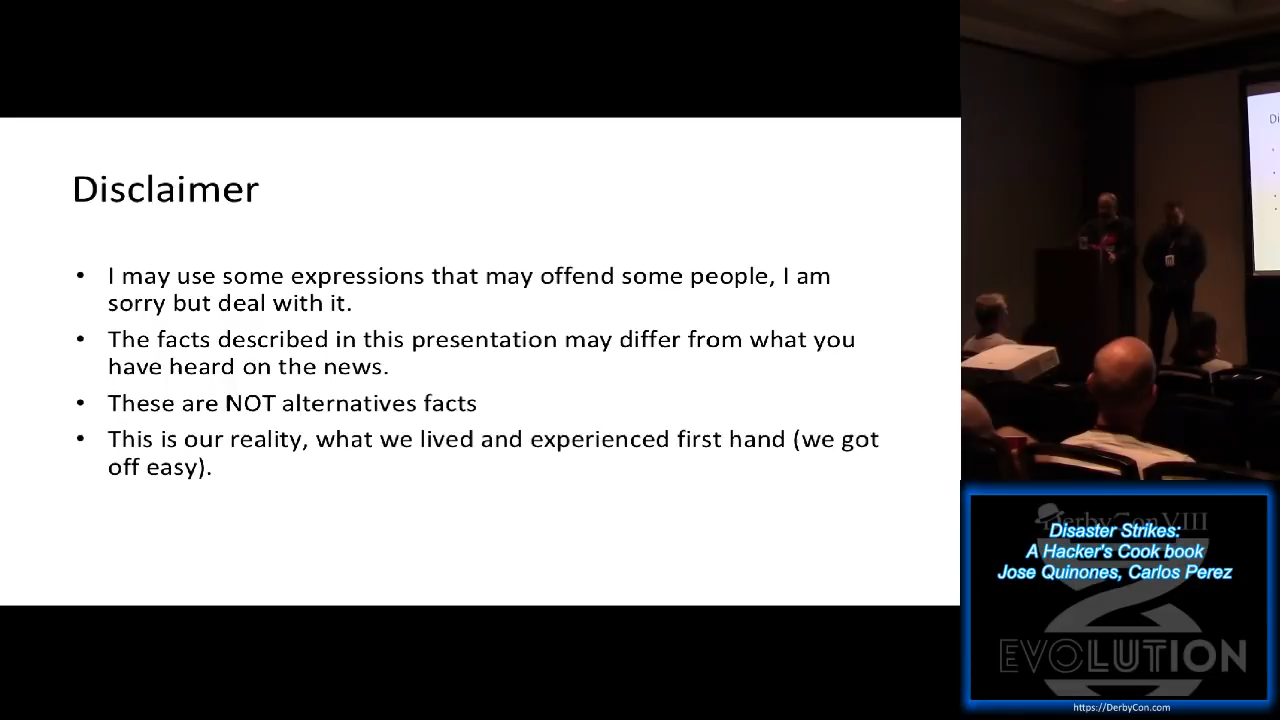 Disclaimer
• I may use some expressions that may offend some people, I am
sorry but deal with it.
• The facts described in this presentation may differ from what you
have heard on the news.
• These are NOT alternatives facts
• This is our reality, what we lived and experienced first hand (we got
off easy).
Di
DerbyCon VIII
Disaster Strikes:
A Hacker's Cook book
Jose Quinones, Carlos Perez
EVOLUTION
https://DerbyCon.com